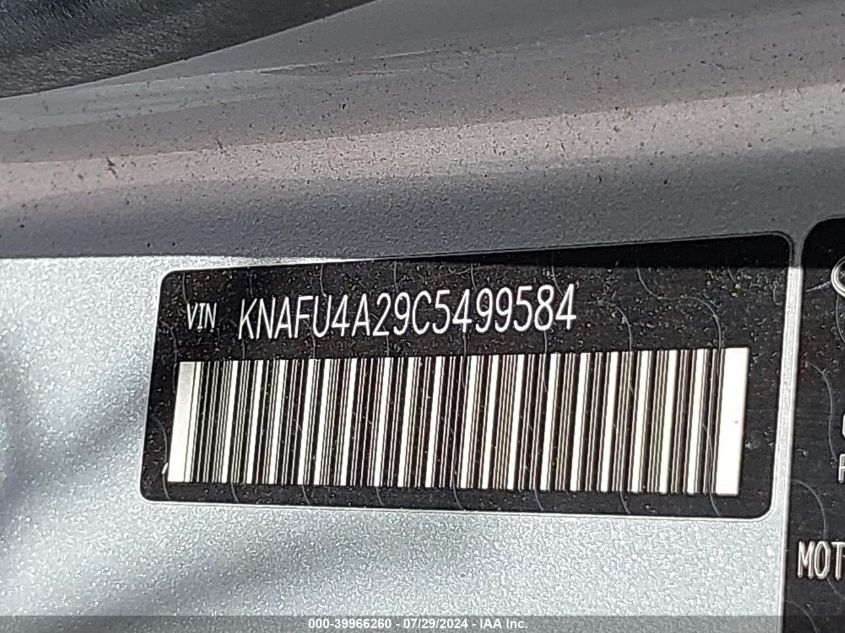 VIN KNAFU4A29C5499584
MOT
000-39966260 - 07/29/2024 - IAA Inc.